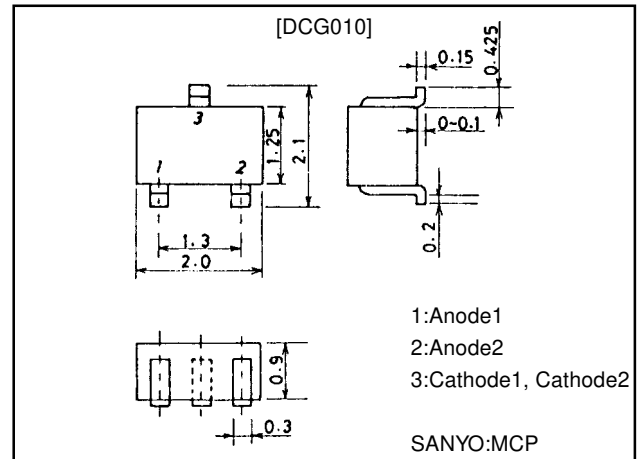 [DCG010]
0.15
0.425
3
1.25
2.1
0~0.1
1
2
1.3
2.0
0.2
1:Anode1
2:Anode2
3:Cathode1, Cathode2
0.9
0.3
SANYO:MCP